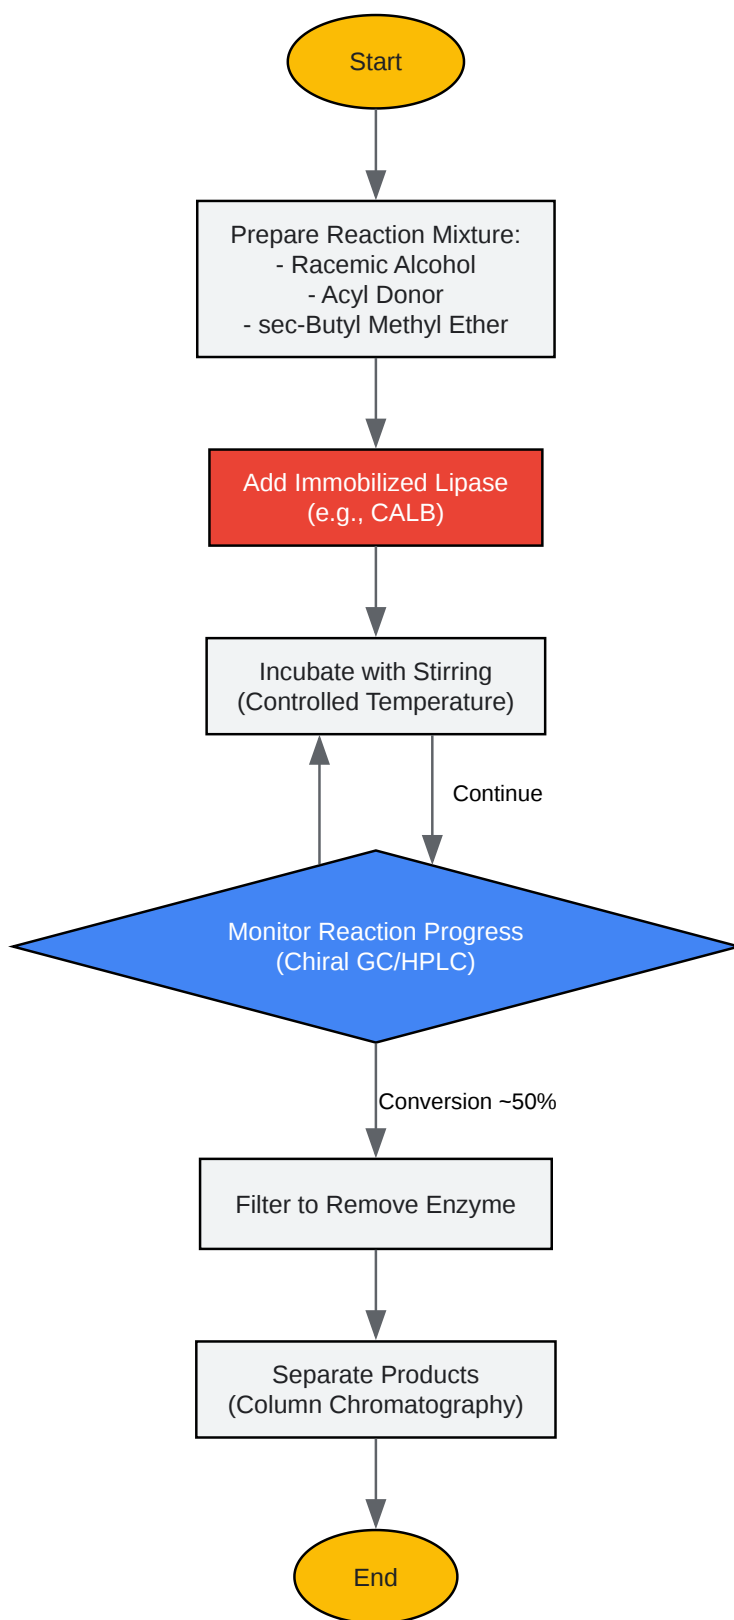 Start
Prepare Reaction Mixture:
- Racemic Alcohol
- Acyl Donor
- sec-Butyl Methyl Ether
Add Immobilized Lipase
(e.g., CALB)
Incubate with Stirring
(Controlled Temperature)
Continue
Monitor Reaction Progress
(Chiral GC/HPLC)
Conversion ~50%
Filter to Remove Enzyme
Separate Products
(Column Chromatography)
End